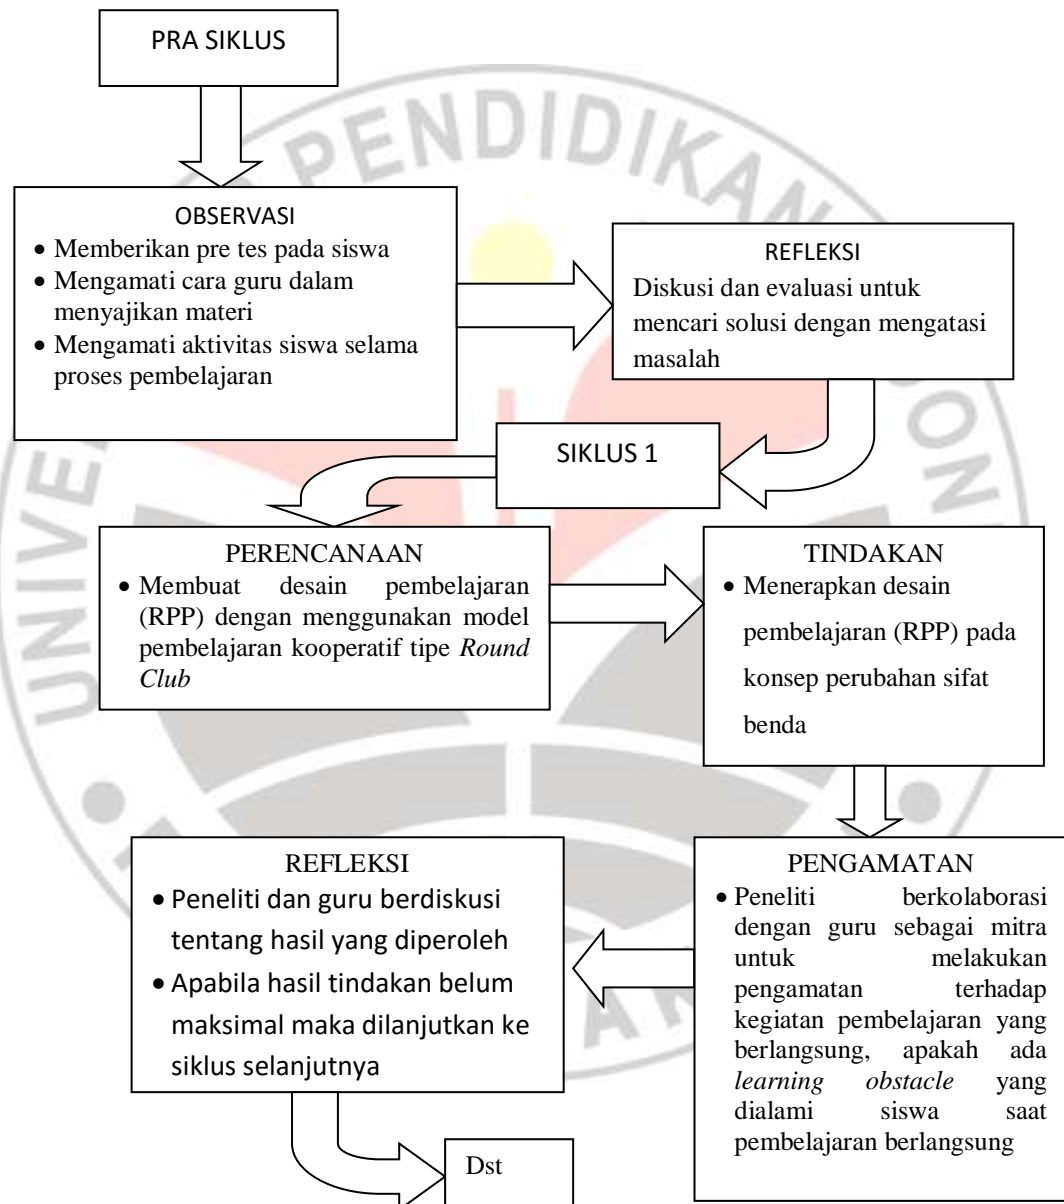 PRA SIKLUS
UNIVE
PENDIDIKAN
ON
OBSERVASI
• Memberikan pre tes pada siswa
• Mengamati cara guru dalam
menyajikan materi
• Mengamati aktivitas siswa selama
proses pembelajaran
REFLEKSI
Diskusi dan evaluasi untuk
mencari solusi dengan mengatasi
masalah
SIKLUS 1
PERENCANAAN
• Membuat desain pembelajaran
(RPP) dengan menggunakan model
pembelajaran kooperatif tipe Round
Club
TINDAKAN
• Menerapkan desain
pembelajaran (RPP) pada
konsep perubahan sifat
benda
PENGAMATAN
• Peneliti berkolaborasi
dengan guru sebagai mitra
untuk melakukan
pengamatan terhadap
kegiatan pembelajaran yang
berlangsung, apakah ada
learning obstacle yang
dialami siswa saat
pembelajaran berlangsung
REFLEKSI
• Peneliti dan guru berdiskusi
tentang hasil yang diperoleh
• Apabila hasil tindakan belum
maksimal maka dilanjutkan ke
siklus selanjutnya
Dst